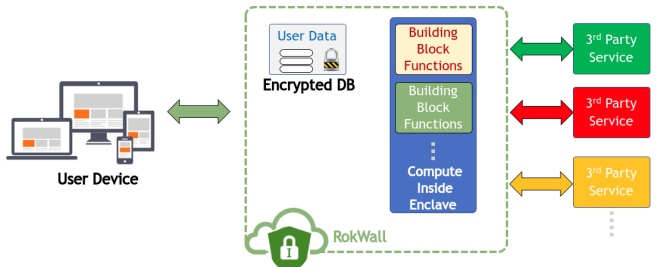 User Data
Encrypted DB
Building
Block
Functions
Building
Block
Functions
Compute
Inside
Enclave
User Device
3rd Party
Service
3rd Party
Service
3rd Party
Service
RokWall